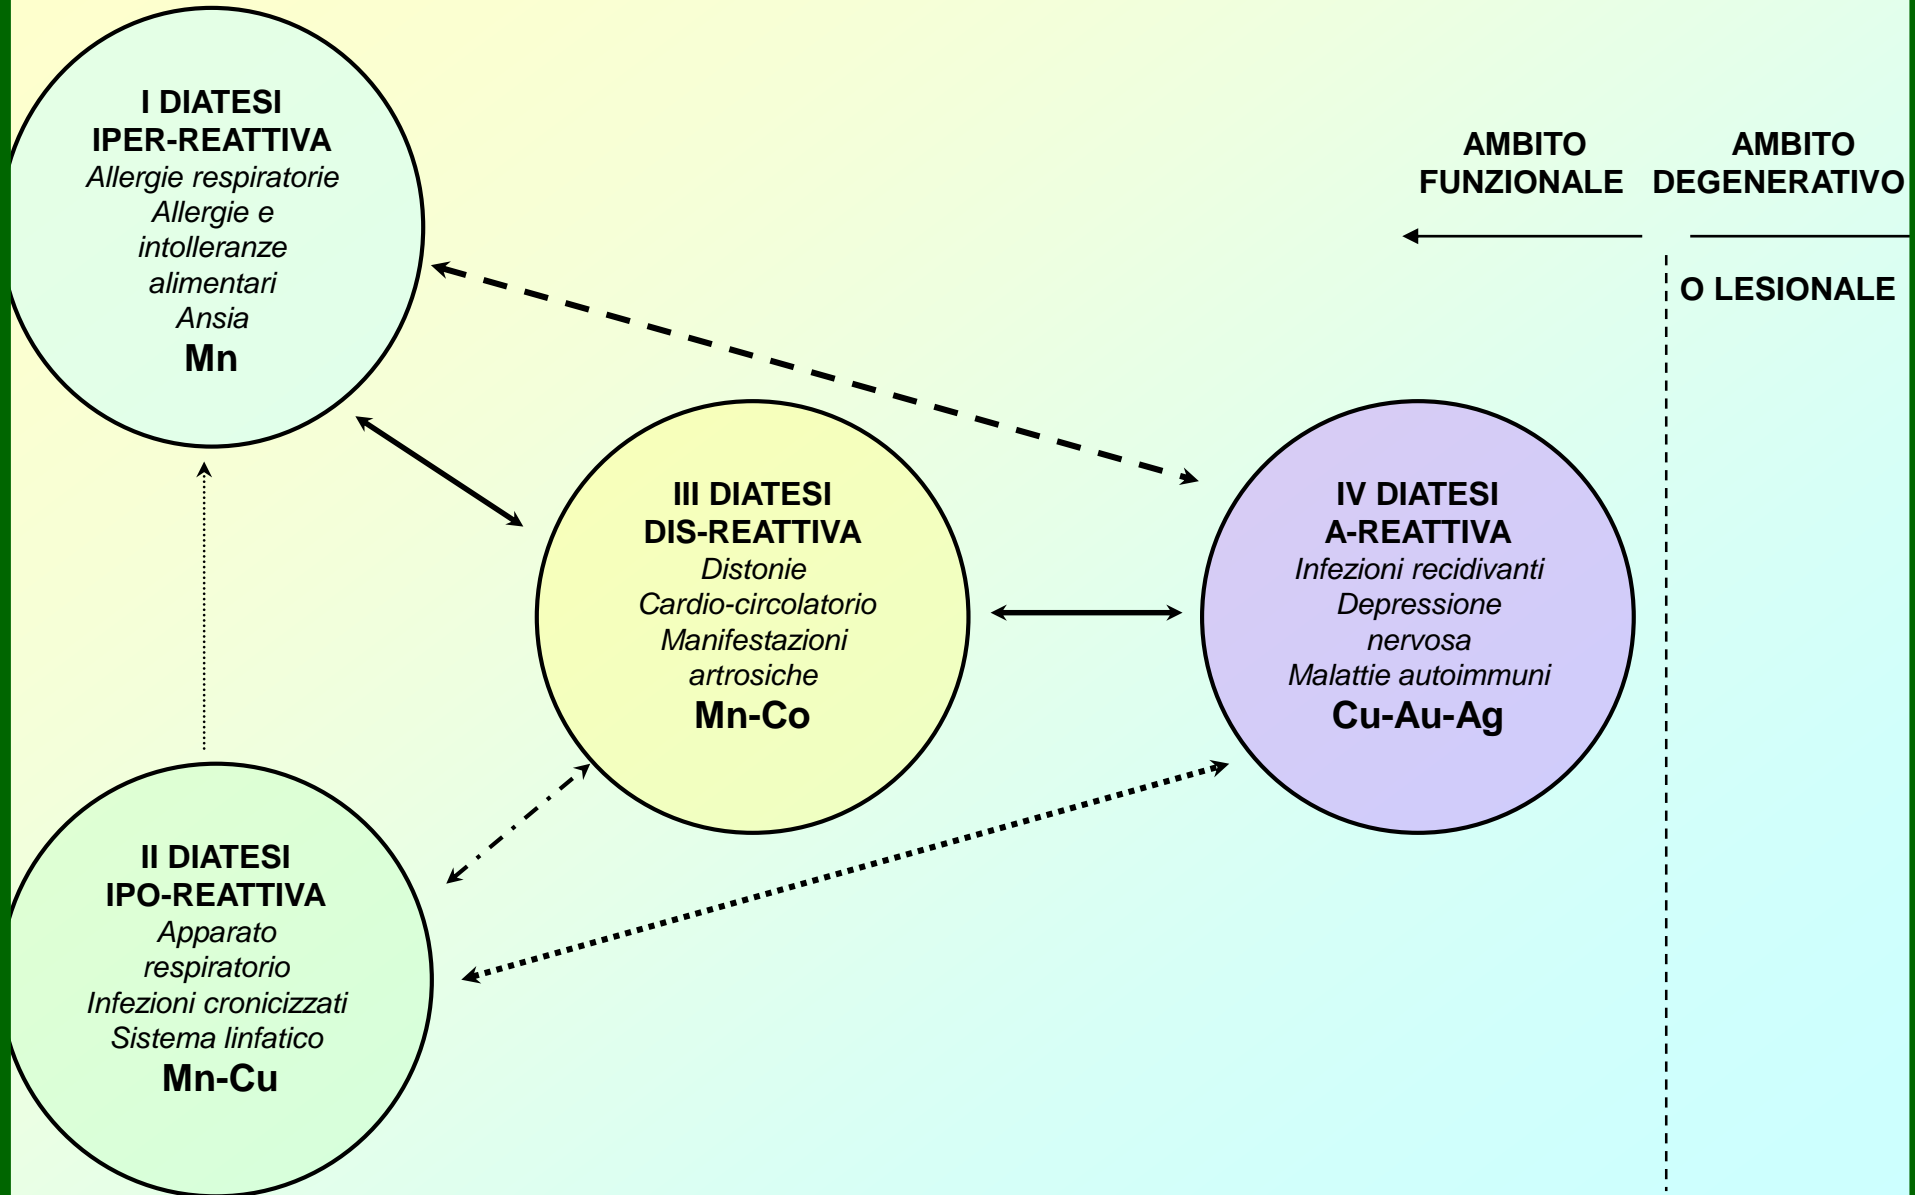 I DIATESI
IPER-REATTIVA
Allergie respiratorie
Allergie e
intolleranze
alimentari
Ansia
Mn
AMBITO
FUNZIONALE
AMBITO
DEGENERATIVO
O LESIONALE
III DIATESI
DIS-REATTIVA
Distonie
Cardio-circolatorio
Manifestazioni
artrosiche
Mn-Co
IV DIATESI
A-REATTIVA
Infezioni recidivanti
Depressione
nervosa
Malattie autoimmuni
Cu-Au-Ag
II DIATESI
IPO-REATTIVA
Apparato
respiratorio
Infezioni cronicizzati
Sistema linfatico
Mn-Cu